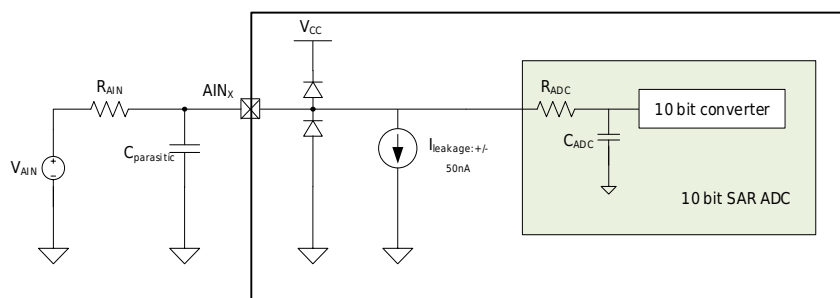 VCC
RAIN
AINX
RADC
10 bit converter
CADC
Cparasitic
Ileakage:+/-
50nA
VAIN
10 bit SAR ADC